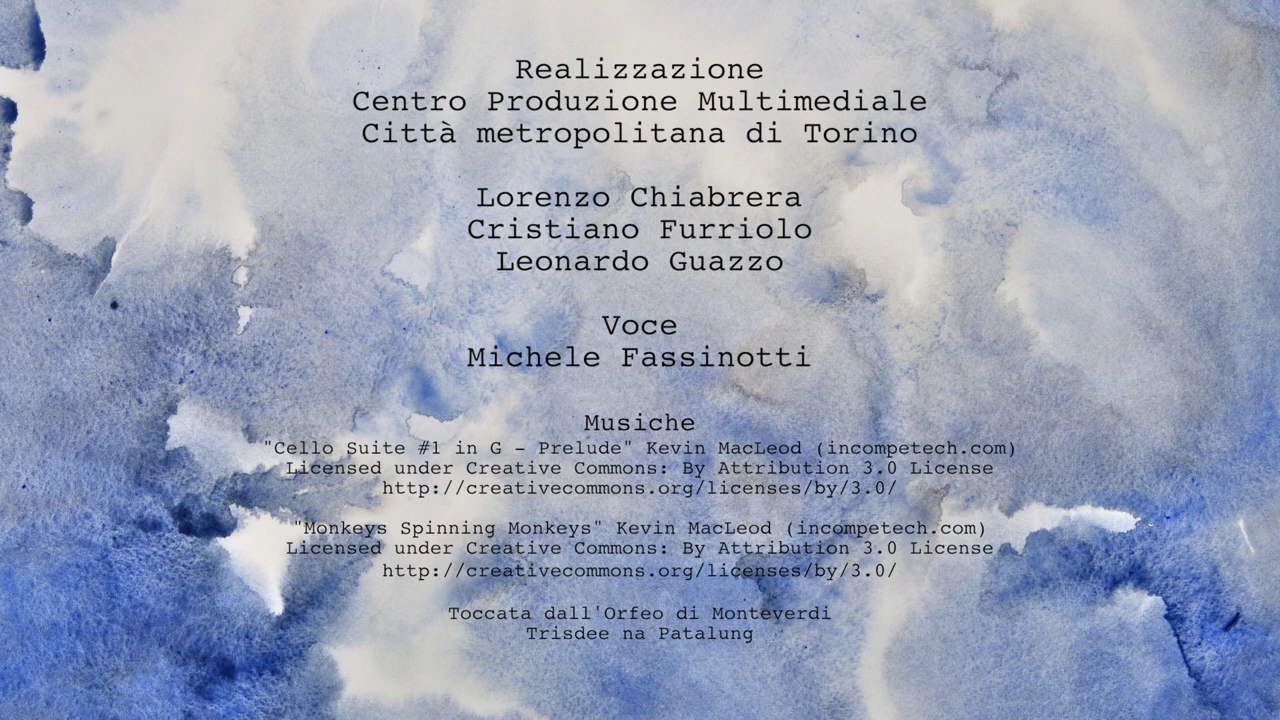 Realizzazione
Centro Produzione Multimediale
Città metropolitana di Torino
Lorenzo Chiabrera
Cristiano Furriolo
Leonardo Guazzo
Voce
Michele Fassinotti
Musiche
"Cello Suite #1 in G - Prelude" Kevin MacLeod (incompetech.com)
Licensed under Creative Commons: By Attribution 3.0 License
http://creativecommons.org/licenses/by/3.0/
"Monkeys Spinning Monkeys" Kevin MacLeod (incompetech.com)
Licensed under Creative Commons: By Attribution 3.0 License
http://creativecommons.org/licenses/by/3.0/
Toccata dall'Orfeo di Monteverdi
Trisdee na Patalung